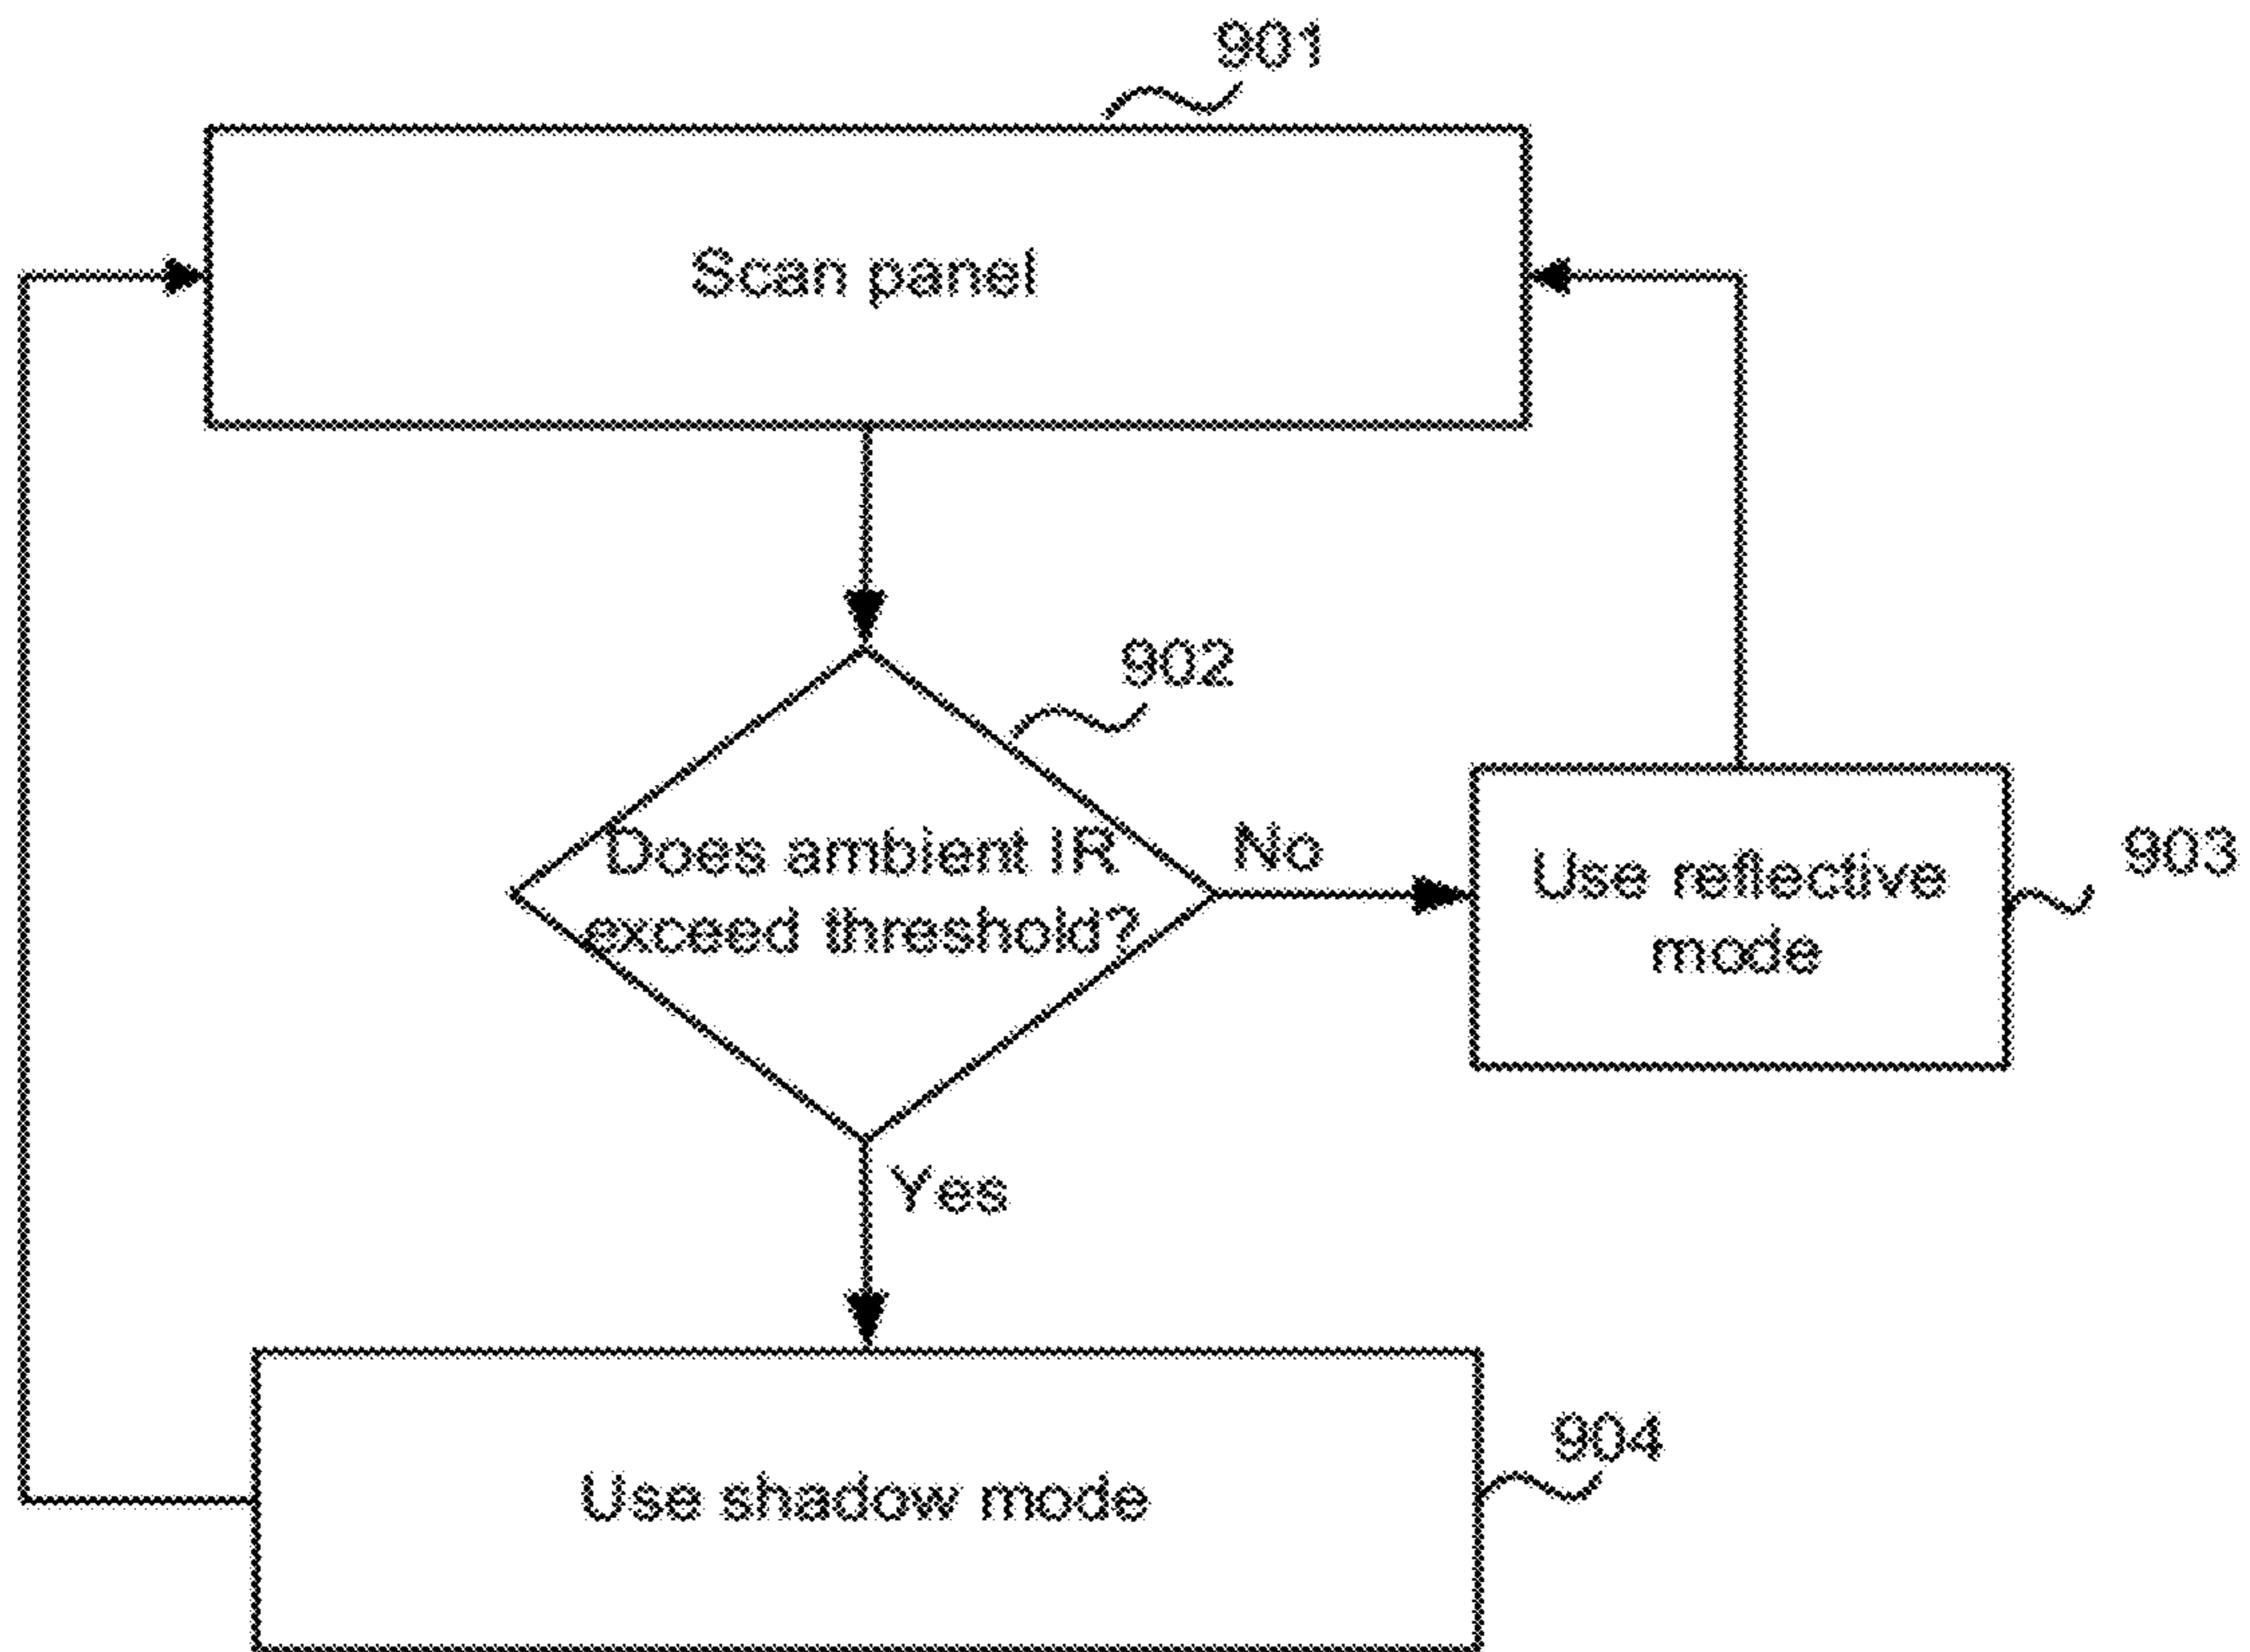 901
Scan panel
902
Does ambient IR
exceed threshold?
No
Use reflective
mode
903
Yes
904
Use shadow mode